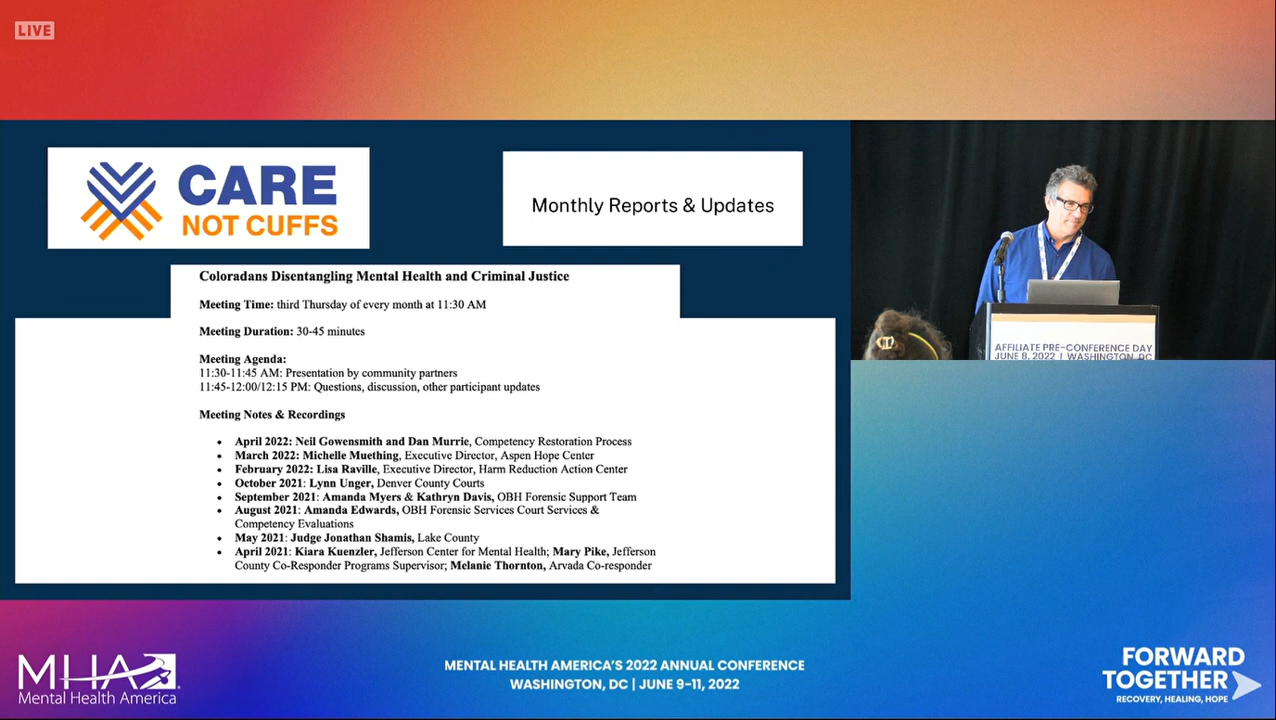 LIVE
CARE
NOT CUFFS
Monthly Reports & Updates
Coloradans Disentangling Mental Health and Criminal Justice
Meeting Time: third Thursday of every month at 11:30 AM
Meeting Duration: 30-45 minutes
Meeting Agenda:
11:30-11:45 AM: Presentation by community partners
11:45-12:00/12:15 PM: Questions, discussion, other participant updates
Meeting Notes & Recordings
• April 2022: Neil Gowensmith and Dan Murrie, Competency Restoration Process
• March 2022: Michelle Muething, Executive Director, Aspen Hope Center
• February 2022: Lisa Raville, Executive Director, Harm Reduction Action Center
• October 2021: Lynn Unger, Denver County Courts
• September 2021: Amanda Myers & Kathryn Davis, OBH Forensic Support Team
• August 2021: Amanda Edwards, OBH Forensic Services Court Services &
Competency Evaluations
• May 2021: Judge Jonathan Shamis, Lake County
• April 2021: Kiara Kuenzler, Jefferson Center for Mental Health; Mary Pike, Jefferson
County Co-Responder Programs Supervisor; Melanie Thornton, Arvada Co-responder
AFFILIATE PRE-CONFERENCE DAY
JUNE 8, 2022 | WASHINGTON, DC
MHA
Mental Health America
MENTAL HEALTH AMERICA'S 2022 ANNUAL CONFERENCE
WASHINGTON, DC | JUNE 9-11, 2022
FORWARD
TOGETHER
RECOVERY, HEALING, HOPE